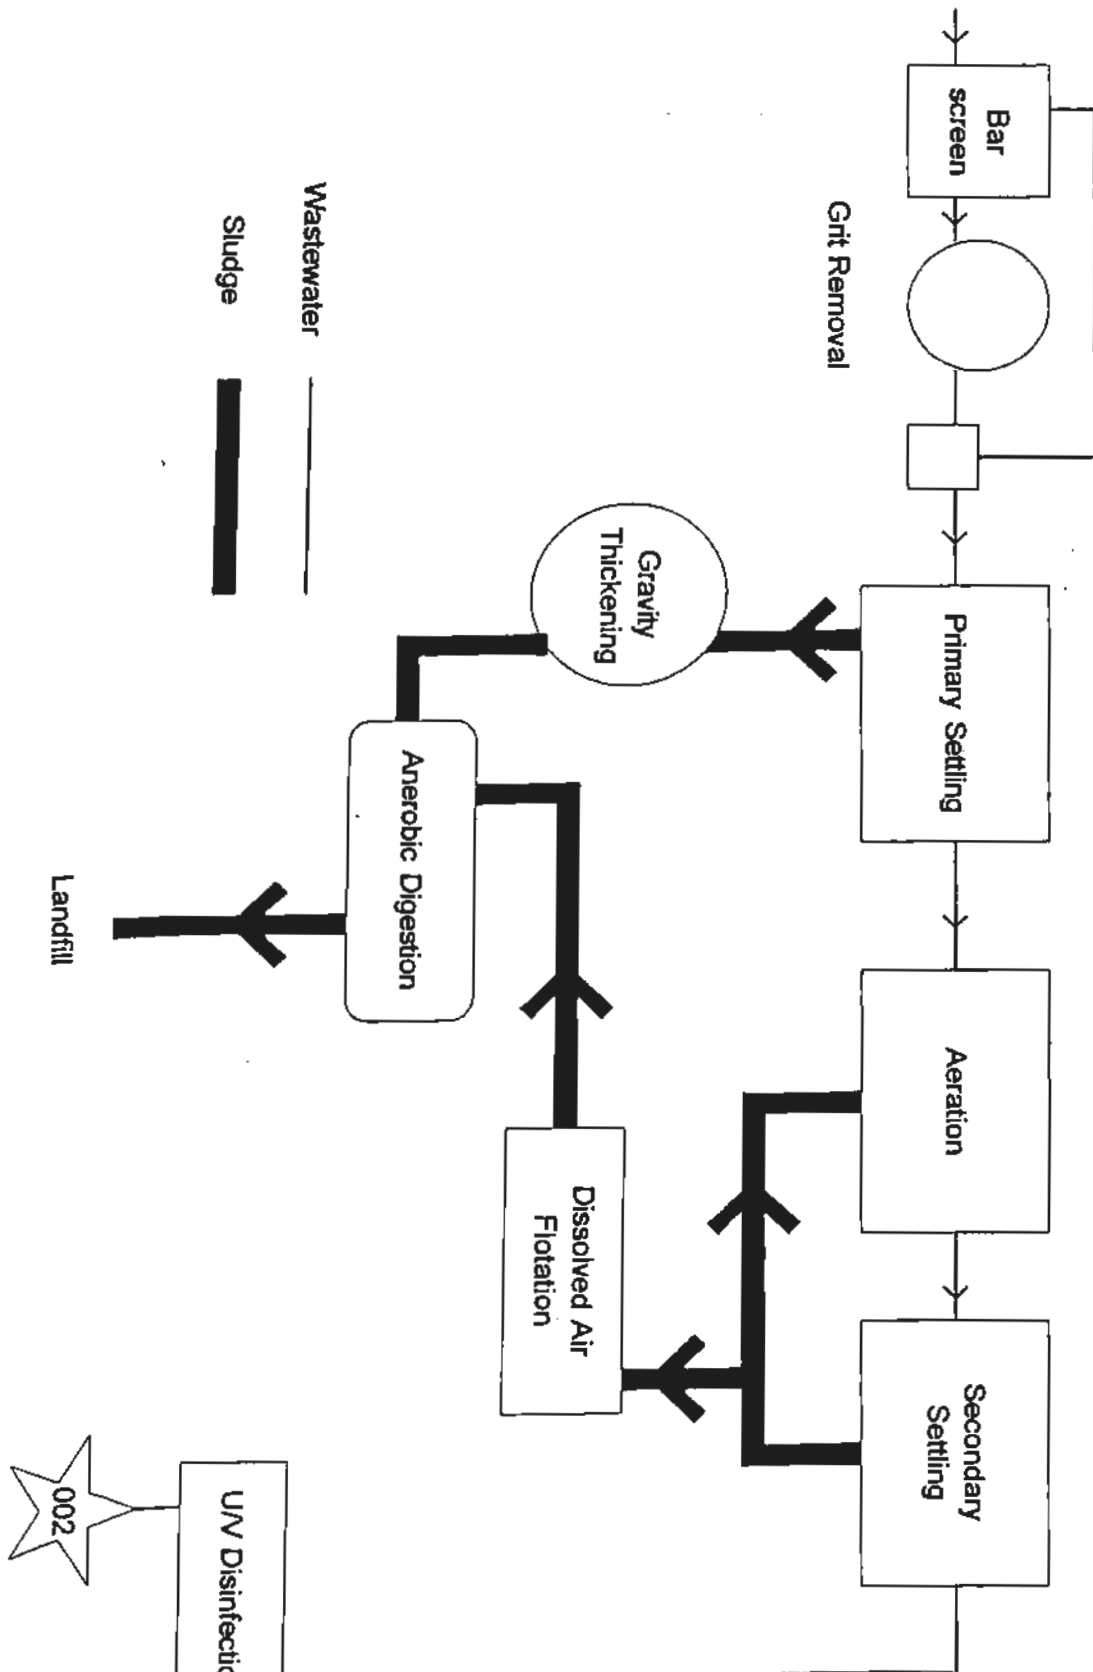 Bar
screen
Grit Removal
Primary Settling
Aeration
Secondary
Settling
Gravity
Thickening
Dissolved Air
Flotation
Anerobic Digestion
Wastewater
Sludge
Landfill
U/V Disinfectio
002